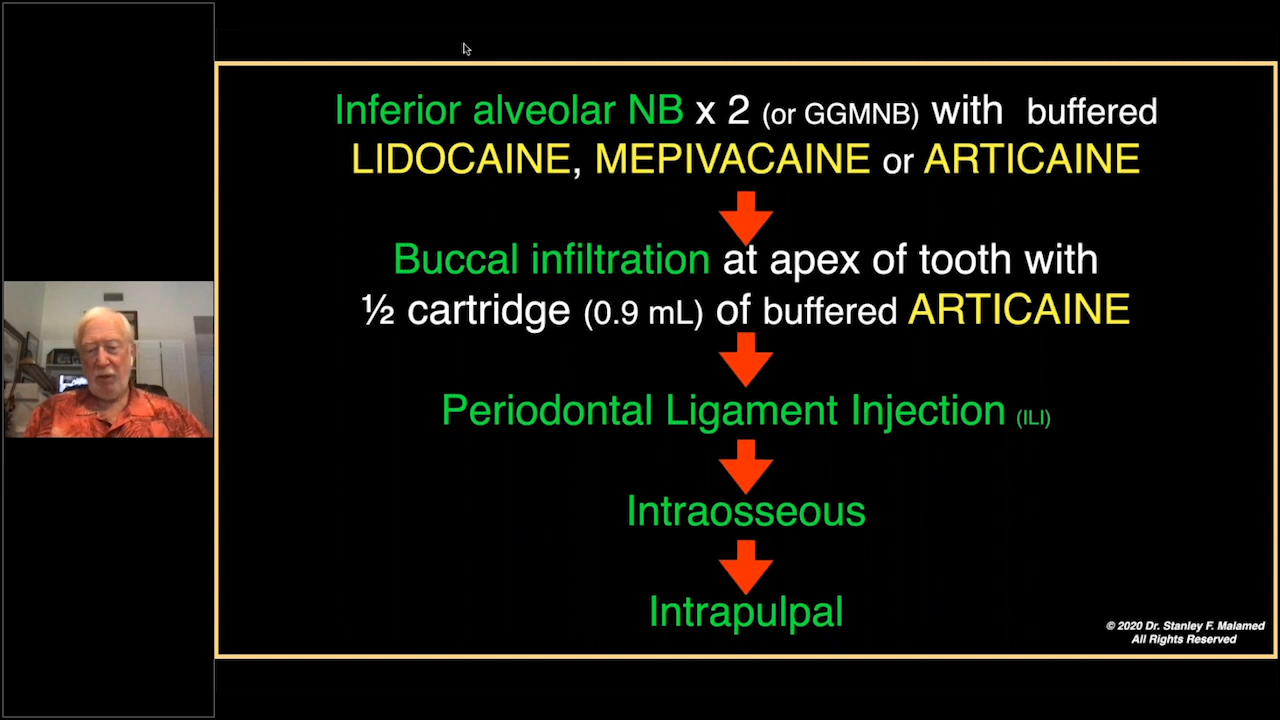 Inferior alveolar NB x 2 (or GGMNB) with buffered
LIDOCAINE, MEPIVACAINE or ARTICAINE
Buccal infiltration at apex of tooth with
½ cartridge (0.9 mL) of buffered ARTICAINE
Periodontal Ligament Injection (ILI)
Intraosseous
Intrapulpal
© 2020 Dr. Stanley F. Malamed
All Rights Reserved